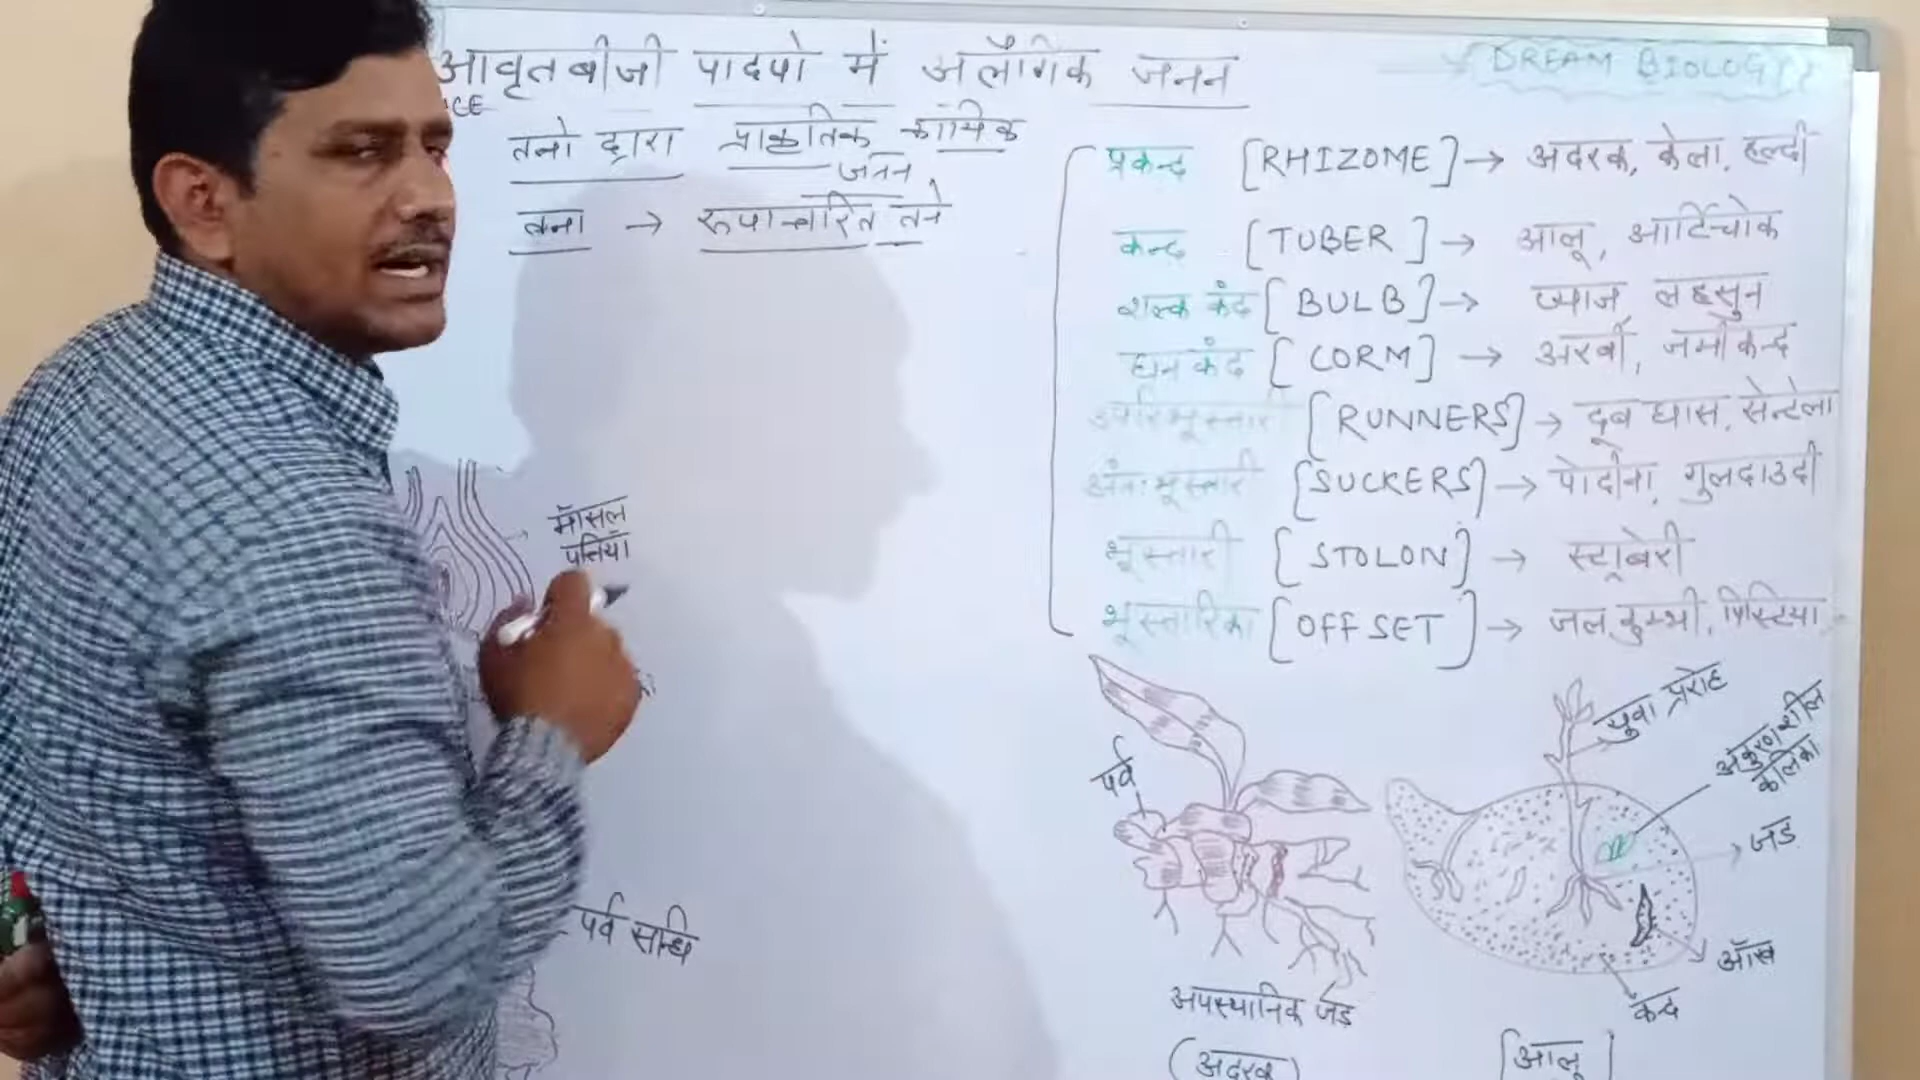 आवृतबीजी पादपो में अलैंगिक जनन
DREAM BIOLOGY
तनो द्वारा प्राकृतिक कायिक
जनन
तना → रूपान्तरित तने
प्रकन्द [RHIZOME] → अदरक, केला, हल्दी
कन्द [TUBER] → आलू, आर्टिचोक
शल्क कंद [BULB] → प्याज, लहसुन
घन कंद [CORM] → अरबी, जमीकन्द
उपरिभूस्तारी [RUNNERS] → दूब घास, सेन्टेला
अंतःभूस्तारी [SUCKERS] → पोदीना, गुलदाउदी
भूस्तारी [STOLON] → स्ट्राबेरी
भूस्तारिका [OFFSET] → जल कुम्भी, पिस्टिया
माँसल
पत्तियाँ
पर्व सन्धि
पर्व
अपस्थानिक जड़
(अदरक)
युवा प्ररोह
अंकुरणशील
कलिका
जड़
आँख
कन्द
[आलू]